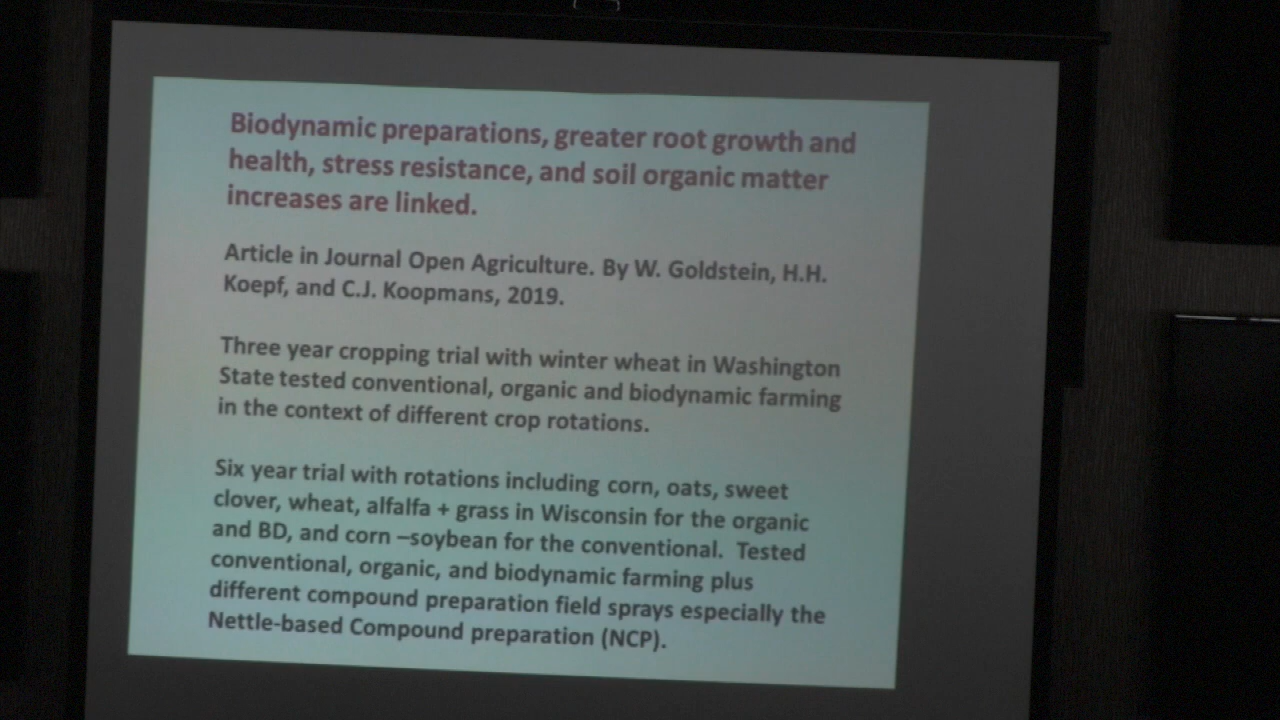 Biodynamic preparations, greater root growth and
health, stress resistance, and soil organic matter
increases are linked.
Article in Journal Open Agriculture. By W. Goldstein, H.H.
Koepf, and C.J. Koopmans, 2019.
Three year cropping trial with winter wheat in Washington
State tested conventional, organic and biodynamic farming
in the context of different crop rotations.
Six year trial with rotations including corn, oats, sweet
clover, wheat, alfalfa + grass in Wisconsin for the organic
and BD, and corn –soybean for the conventional. Tested
conventional, organic, and biodynamic farming plus
different compound preparation field sprays especially the
Nettle-based Compound preparation (NCP).